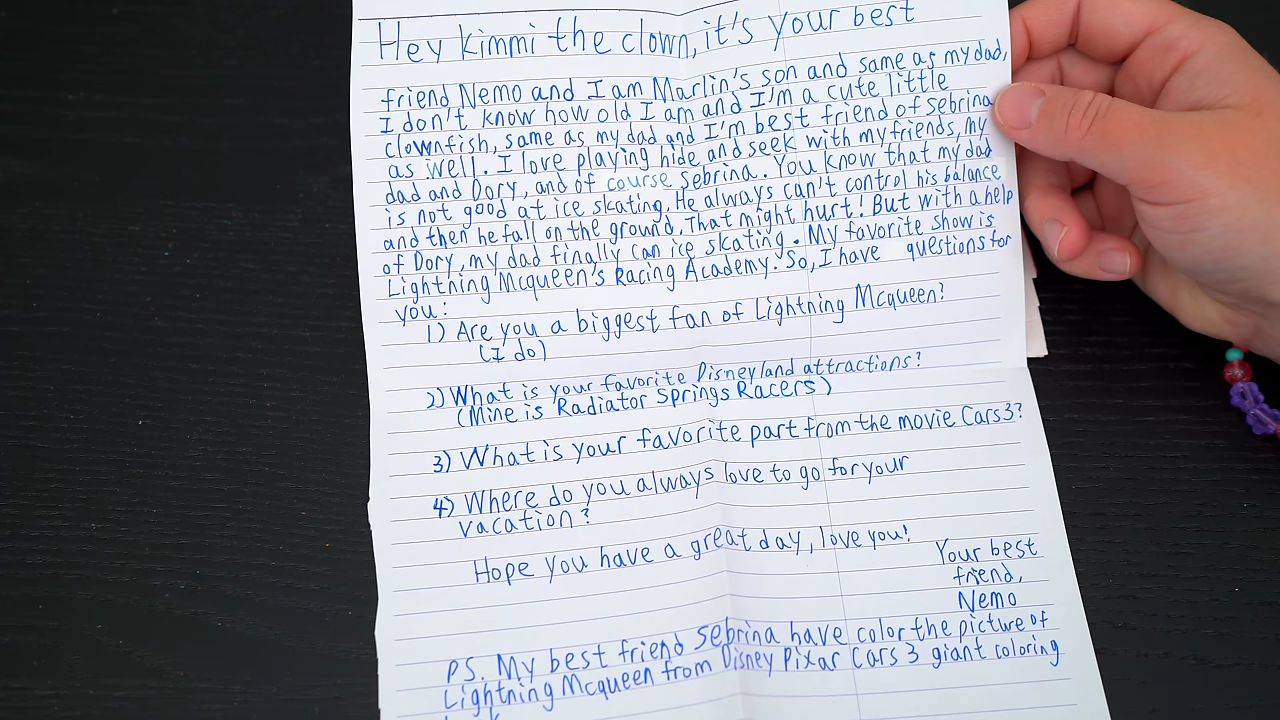 Hey Kimmi the clown, it's your best
friend Nemo and I am Marlin's son and same as my dad,
I don't know how old I am and I'm a cute little
clownfish, same as my dad and I'm best friend of sebrina
as well. I love playing hide and seek with my friends, my
dad and Dory, and of course sebrina. You know that my dad
is not good at ice skating. He always can't control his balance
and then he fall on the ground. That might hurt! But with a help
of Dory, my dad finally can ice skating. My favorite show is
Lightning Mcqueen's Racing Academy. So, I have questions for
you:
1) Are you a biggest fan of Lightning Mcqueen?
(I do)
2) What is your favorite Disneyland attractions?
(Mine is Radiator Springs Racers)
3) What is your favorite part from the movie Cars 3?
4) Where do you always love to go for your
vacation?
Hope you have a great day, love you!
Your best
friend,
Nemo
PS. My best friend sebrina have color the picture of
Lightning Mcqueen from Disney Pixar Cars 3 giant coloring